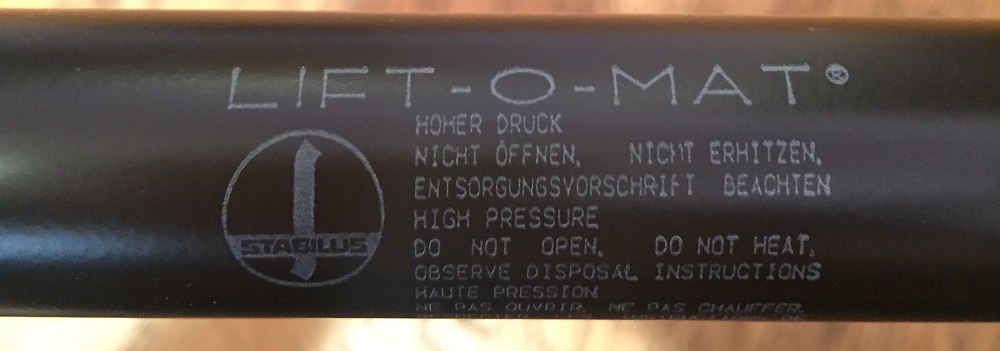 LIFT-O-MAT®
STABILUS
HOHER DRUCK
NICHT ÖFFNEN, NICHT ERHITZEN,
ENTSORGUNGSVORSCHRIFT BEACHTEN
HIGH PRESSURE
DO NOT OPEN, DO NOT HEAT,
OBSERVE DISPOSAL INSTRUCTIONS
HAUTE PRESSION
NE PAS OUVRIR, NE PAS CHAUFFER,